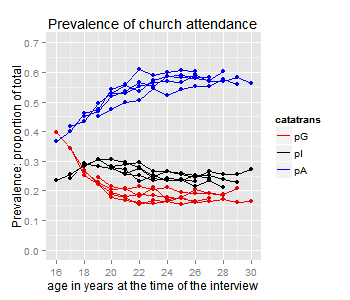 Prevalence of church attendance
Prevalence: proportion of total
0.7
0.6
0.5
0.4
0.3
0.2
0.1
0.0
16 18 20 22 24 26 28 30
age in years at the time of the interview
catatrans
pG
pI
pA